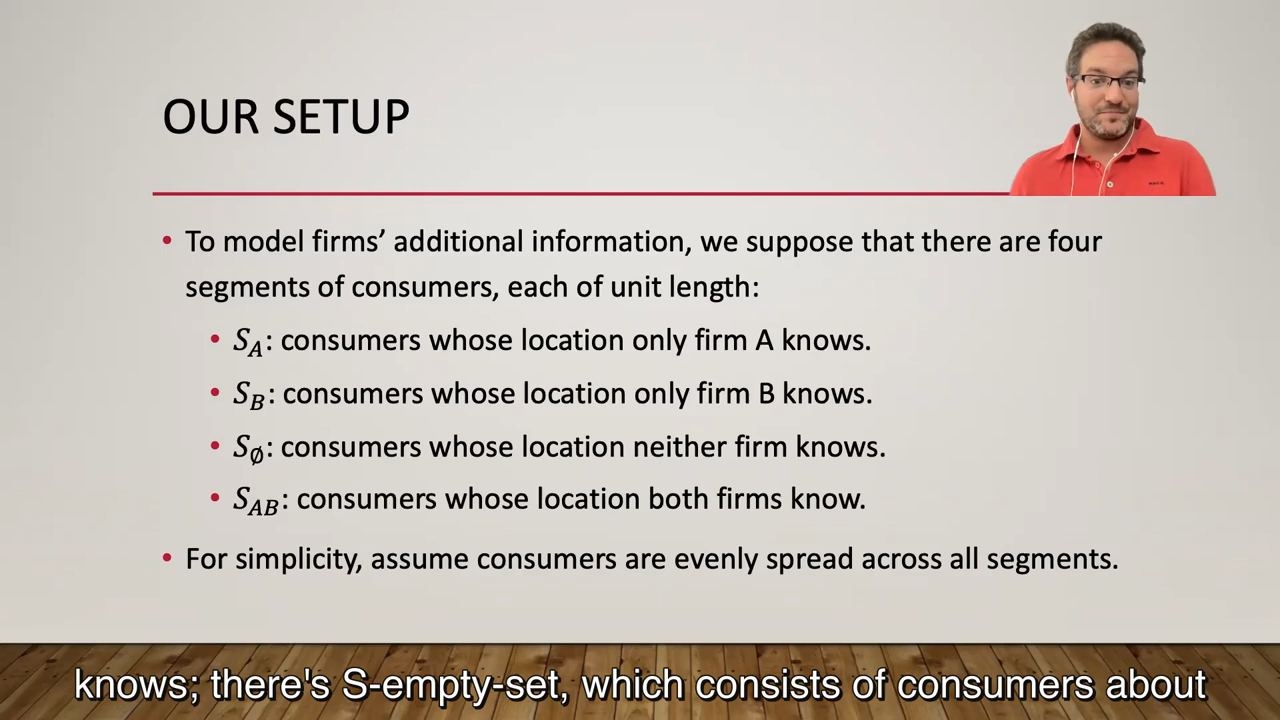 OUR SETUP
• To model firms’ additional information, we suppose that there are four
segments of consumers, each of unit length:
• S_A: consumers whose location only firm A knows.
• S_B: consumers whose location only firm B knows.
• S_∅: consumers whose location neither firm knows.
• S_AB: consumers whose location both firms know.
• For simplicity, assume consumers are evenly spread across all segments.
knows; there's S-empty-set, which consists of consumers about